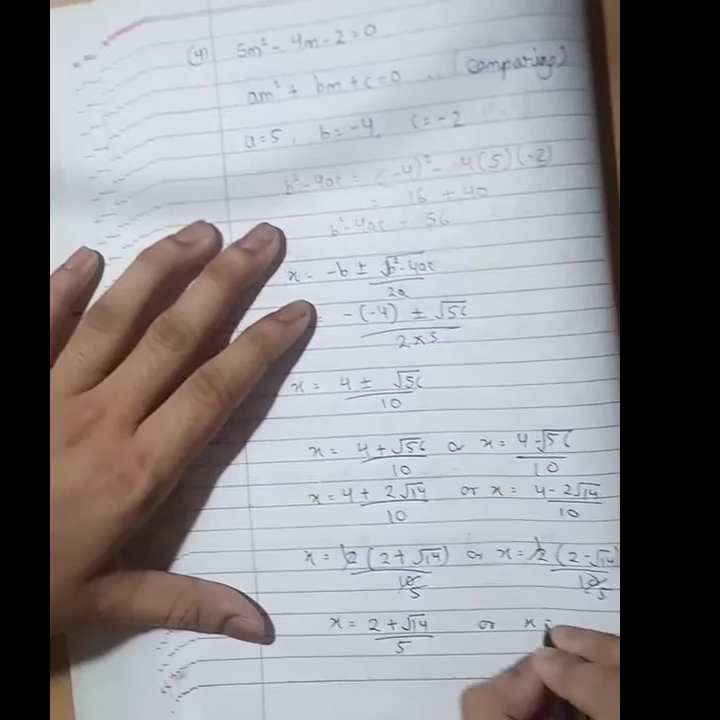 (4) 5m² - 4m - 2 = 0
am² + bm + c = 0 . (comparing)
a = 5, b = -4, c = -2
b² - 4ac = (-4)² - 4(5)(-2)
= 16 + 40
b² - 4ac = 56
x = -b ± √b² - 4ac / 2a
= -(-4) ± √56 / 2×5
x = 4 ± √56 / 10
x = 4 + √56 / 10 or x = 4 - √56 / 10
x = 4 + 2√14 / 10 or x = 4 - 2√14 / 10
x = 2(2 + √14) / 10 5 or x = 2(2 - √14) / 10 5
x = 2 + √14 / 5 or x =